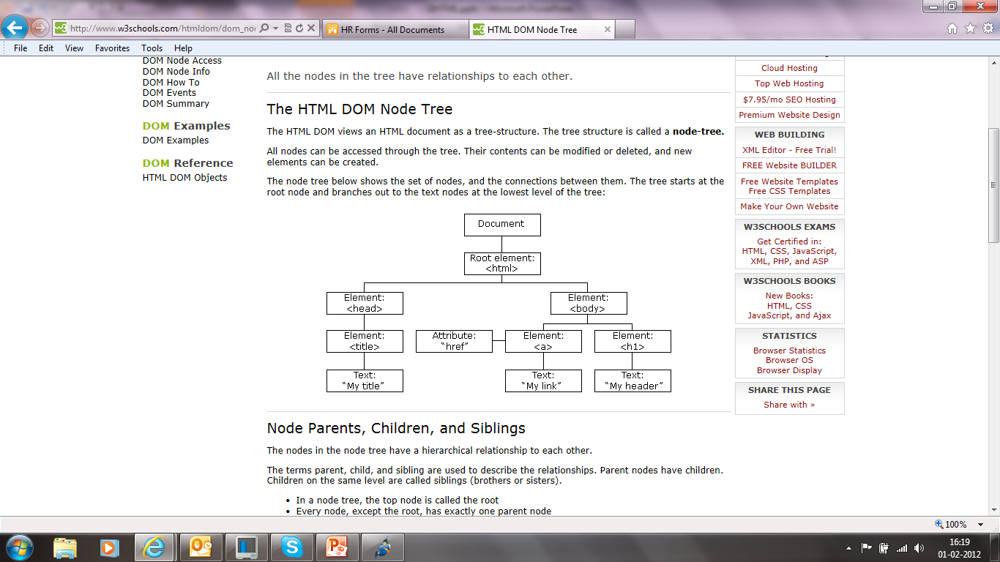 http://www.w3schools.com/htmldom/dom_no
HR Forms - All Documents
HTML DOM Node Tree
File Edit View Favorites Tools Help
DOM Node Access
DOM Node Info
DOM How To
DOM Events
DOM Summary
DOM Examples
DOM Examples
DOM Reference
HTML DOM Objects
All the nodes in the tree have relationships to each other.
The HTML DOM Node Tree
The HTML DOM views an HTML document as a tree-structure. The tree structure is called a node-tree.
All nodes can be accessed through the tree. Their contents can be modified or deleted, and new
elements can be created.
The node tree below shows the set of nodes, and the connections between them. The tree starts at the
root node and branches out to the text nodes at the lowest level of the tree:
Document
Root element:
<html>
Element:
<head>
Element:
<body>
Element:
<title>
Attribute:
“href”
Element:
<a>
Element:
<h1>
Text:
“My title”
Text:
“My link”
Text:
“My header”
Node Parents, Children, and Siblings
The nodes in the node tree have a hierarchical relationship to each other.
The terms parent, child, and sibling are used to describe the relationships. Parent nodes have children.
Children on the same level are called siblings (brothers or sisters).
• In a node tree, the top node is called the root
• Every node, except the root, has exactly one parent node
Cloud Hosting
Top Web Hosting
$7.95/mo SEO Hosting
Premium Website Design
WEB BUILDING
XML Editor - Free Trial!
FREE Website BUILDER
Free Website Templates
Free CSS Templates
Make Your Own Website
W3SCHOOLS EXAMS
Get Certified in:
HTML, CSS, JavaScript,
XML, PHP, and ASP
W3SCHOOLS BOOKS
New Books:
HTML, CSS
JavaScript, and Ajax
STATISTICS
Browser Statistics
Browser OS
Browser Display
SHARE THIS PAGE
Share with »
100%
16:19
01-02-2012